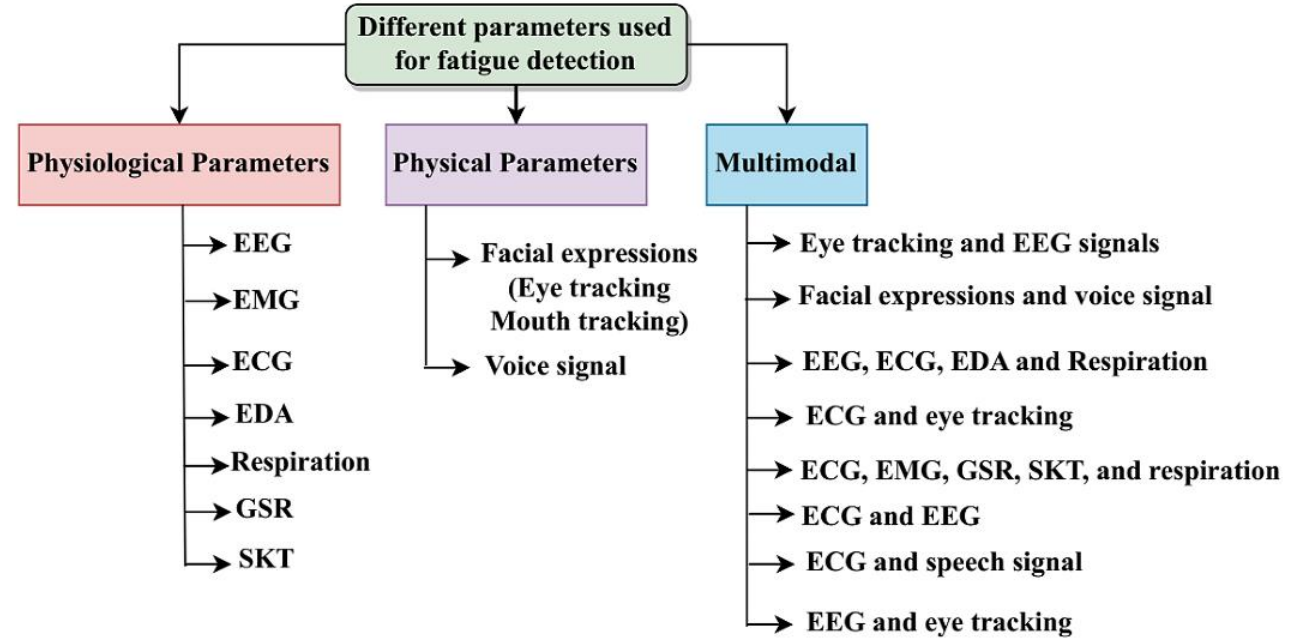 Different parameters used
for fatigue detection
Physiological Parameters
EEG
EMG
ECG
EDA
Respiration
GSR
SKT
Physical Parameters
Facial expressions
(Eye tracking
Mouth tracking)
Voice signal
Multimodal
Eye tracking and EEG signals
Facial expressions and voice signal
EEG, ECG, EDA and Respiration
ECG and eye tracking
ECG, EMG, GSR, SKT, and respiration
ECG and EEG
ECG and speech signal
EEG and eye tracking